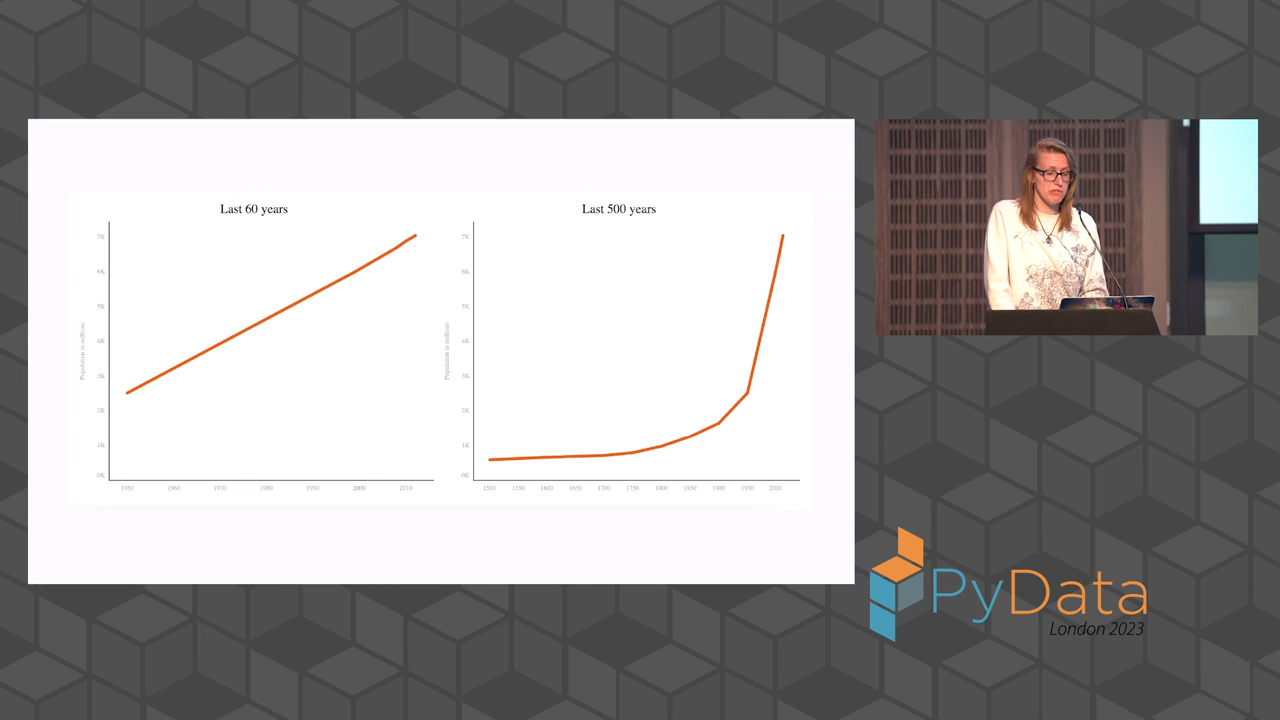 Last 60 years
Population in millions
7K
6K
5K
4K
3K
2K
1K
0K
1950 1960 1970 1980 1990 2000 2010
Last 500 years
Population in millions
7K
6K
5K
4K
3K
2K
1K
0K
1500 1550 1600 1650 1700 1750 1800 1850 1900 1950 2000
PyData
London 2023